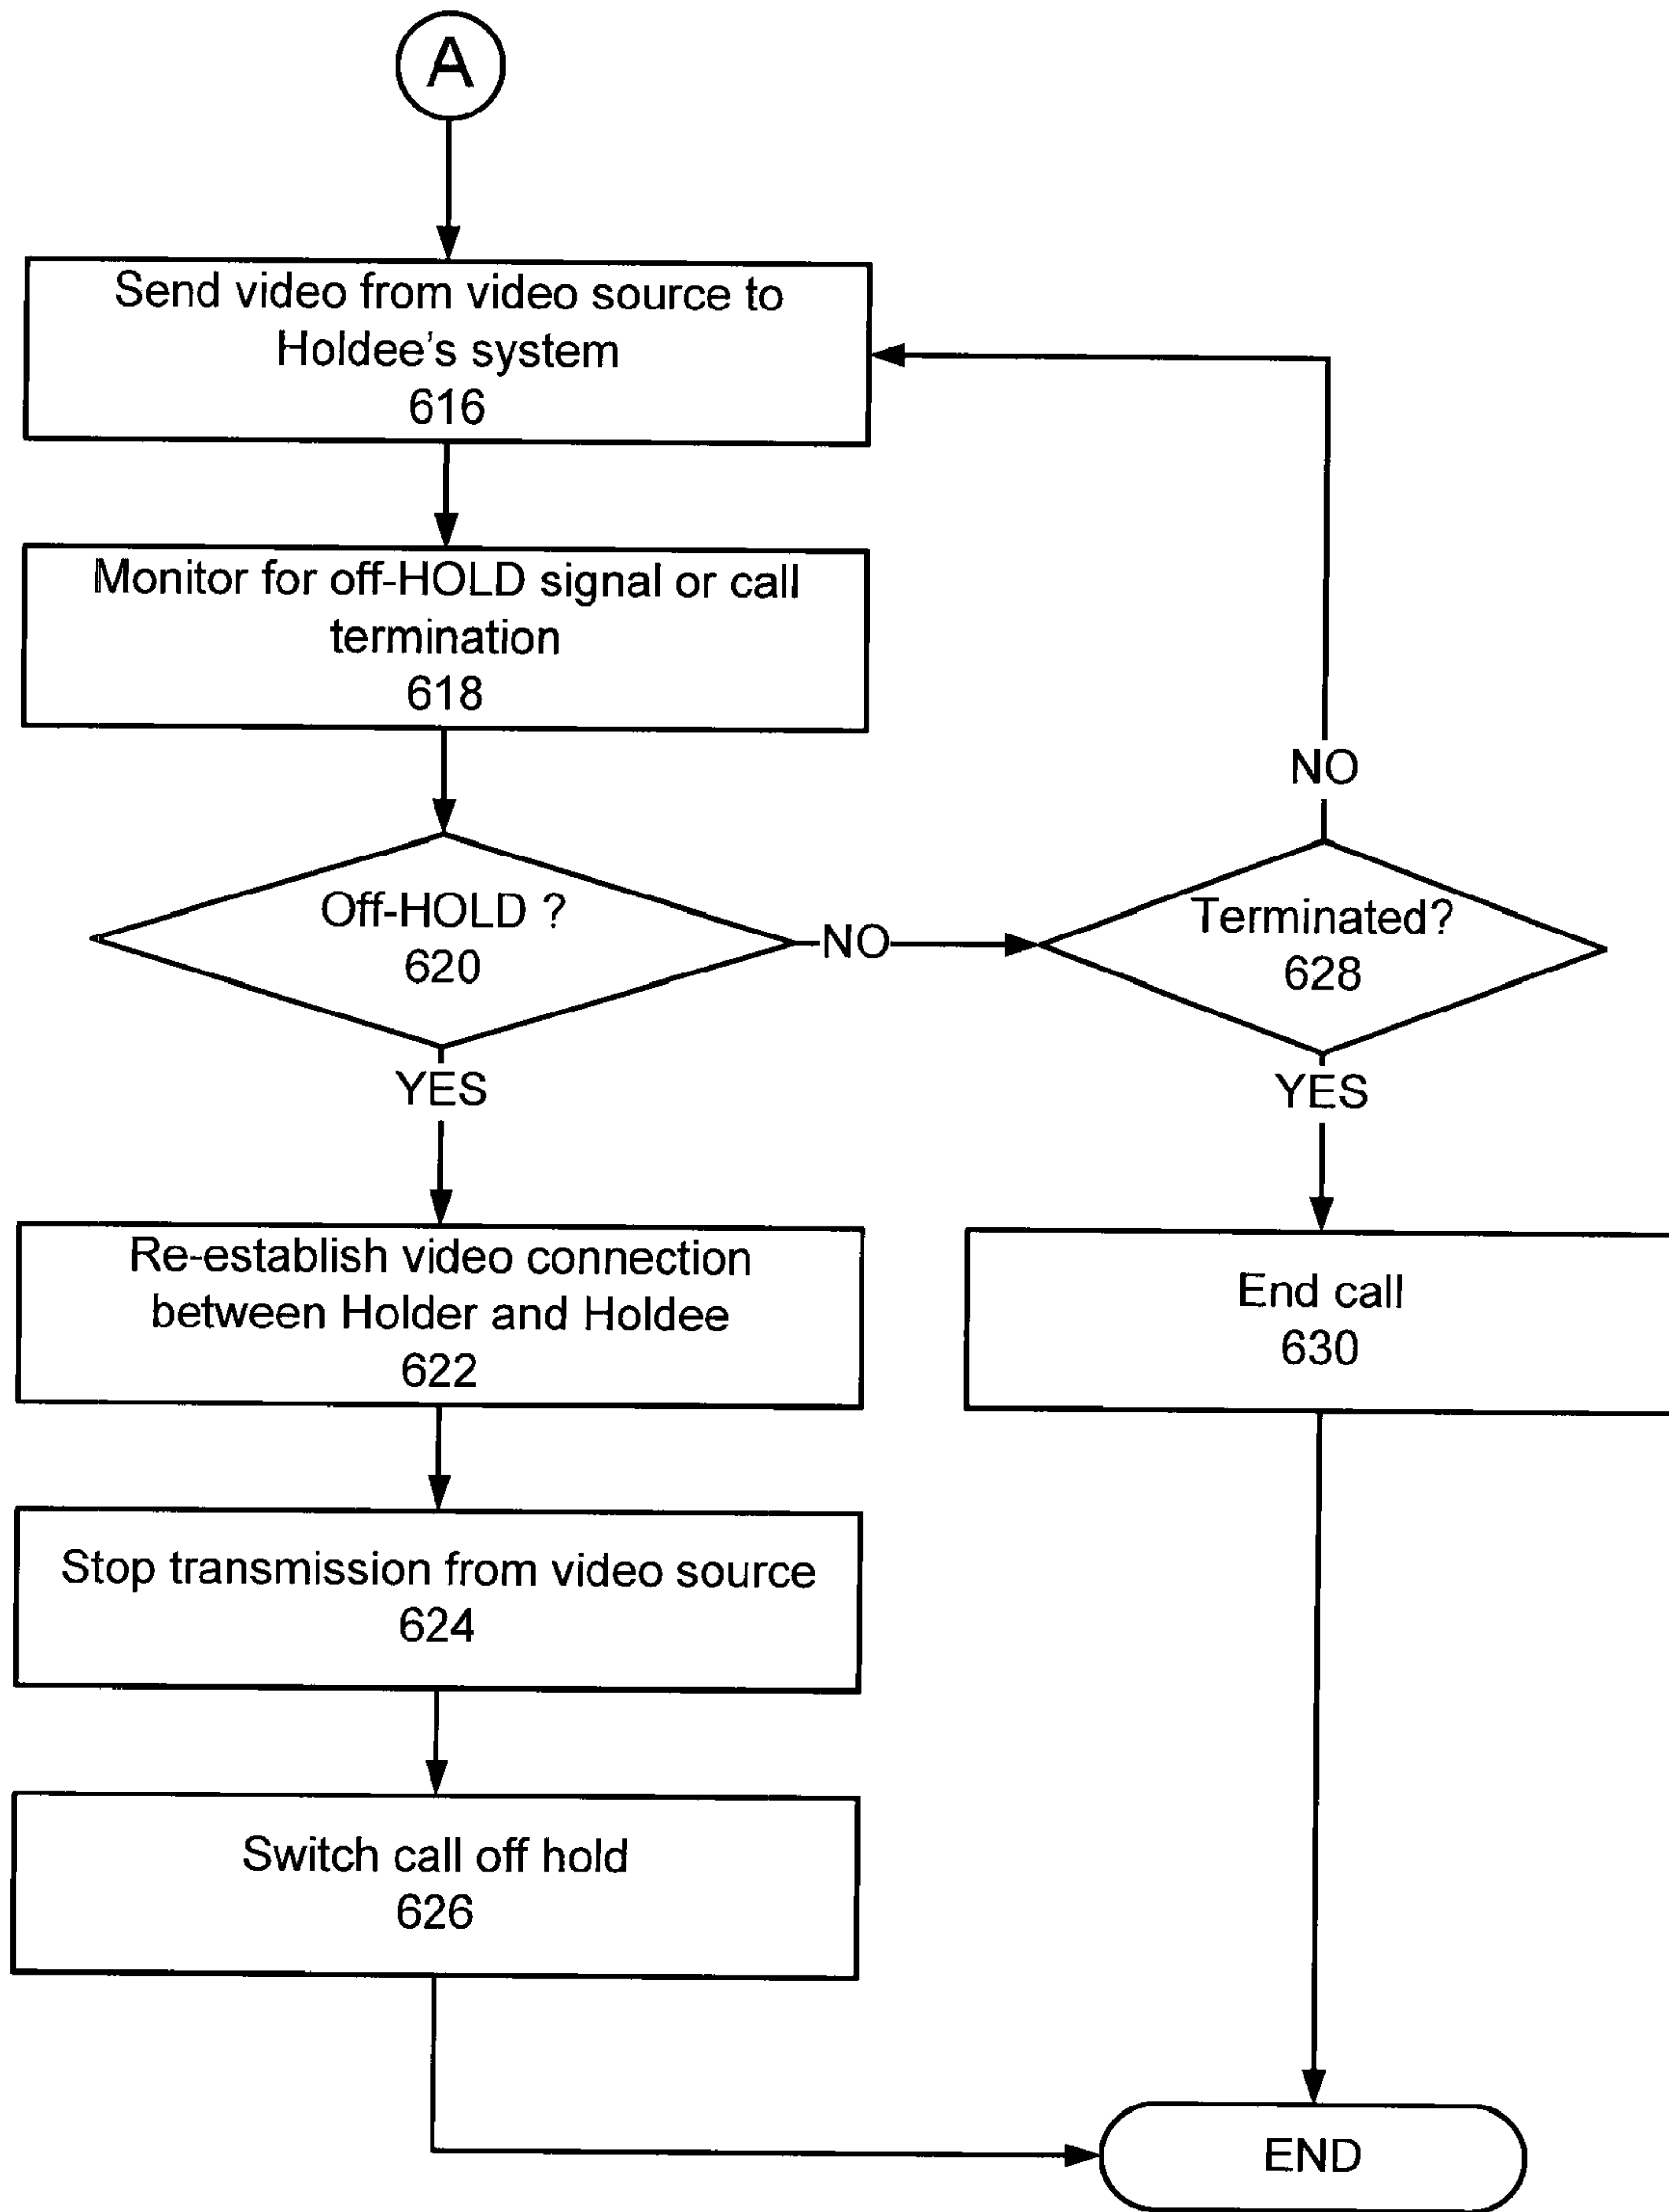 A
Send video from video source to
Holdee's system
616
Monitor for off-HOLD signal or call
termination
618
NO
Off-HOLD ?
620
NO
Terminated?
628
YES
YES
Re-establish video connection
between Holder and Holdee
622
End call
630
Stop transmission from video source
624
Switch call off hold
626
END